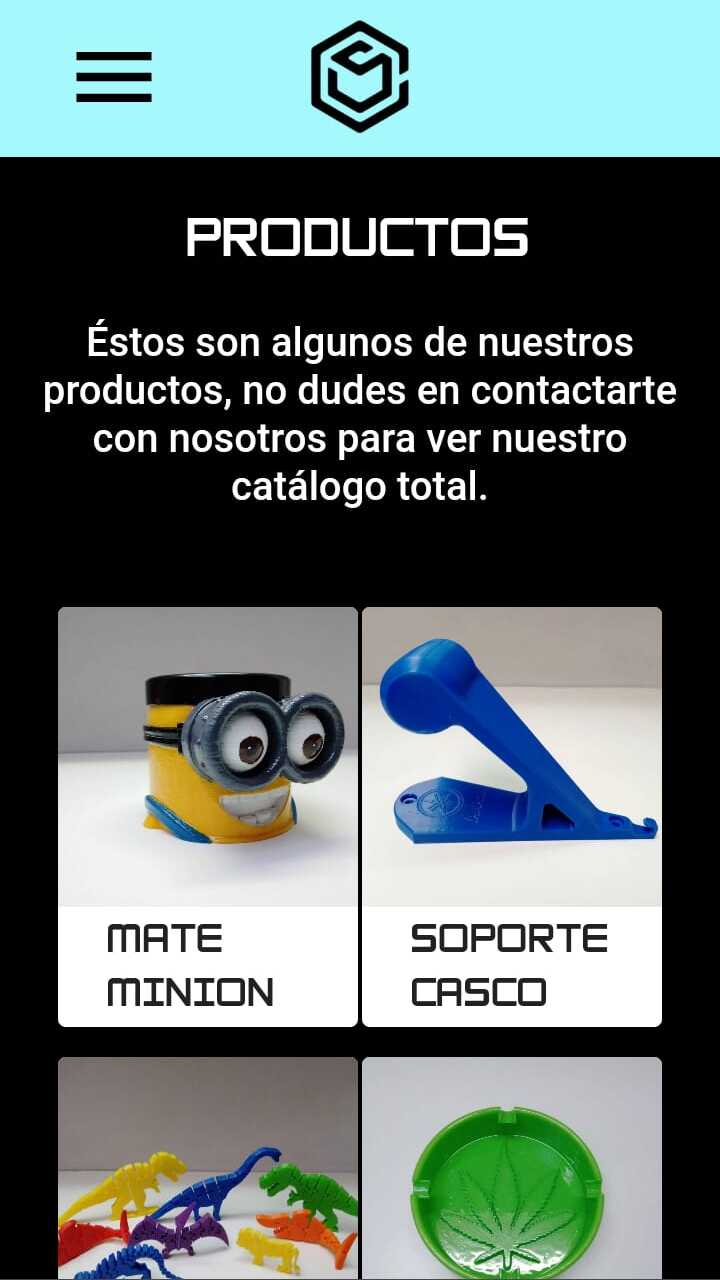 PRODUCTOS
Éstos son algunos de nuestros
productos, no dudes en contactarte
con nosotros para ver nuestro
catálogo total.
MATE
MINION
SOPORTE
CASCO